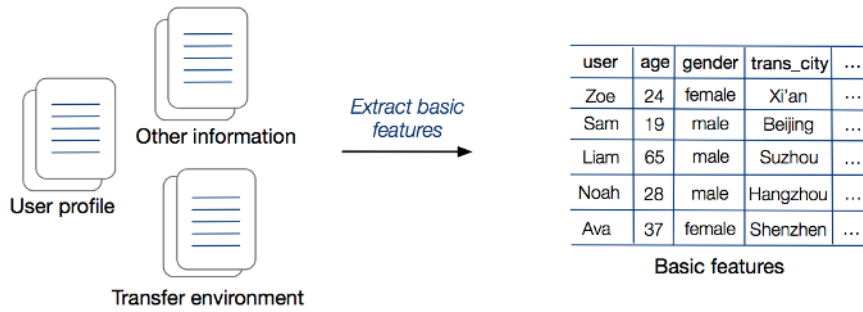 Other information
User profile
Transfer environment
Extract basic
features
user age gender trans_city ...
Zoe 24 female Xi'an ...
Sam 19 male Beijing ...
Liam 65 male Suzhou ...
Noah 28 male Hangzhou ...
Ava 37 female Shenzhen ...
Basic features